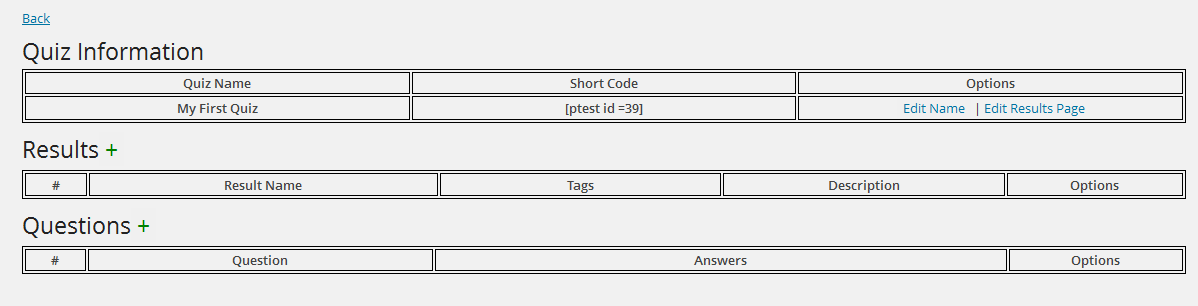 Back
Quiz Information
Quiz Name Short Code Options
My First Quiz [ptest id =39] Edit Name | Edit Results Page
Results +
# Result Name Tags Description Options
Questions +
# Question Answers Options